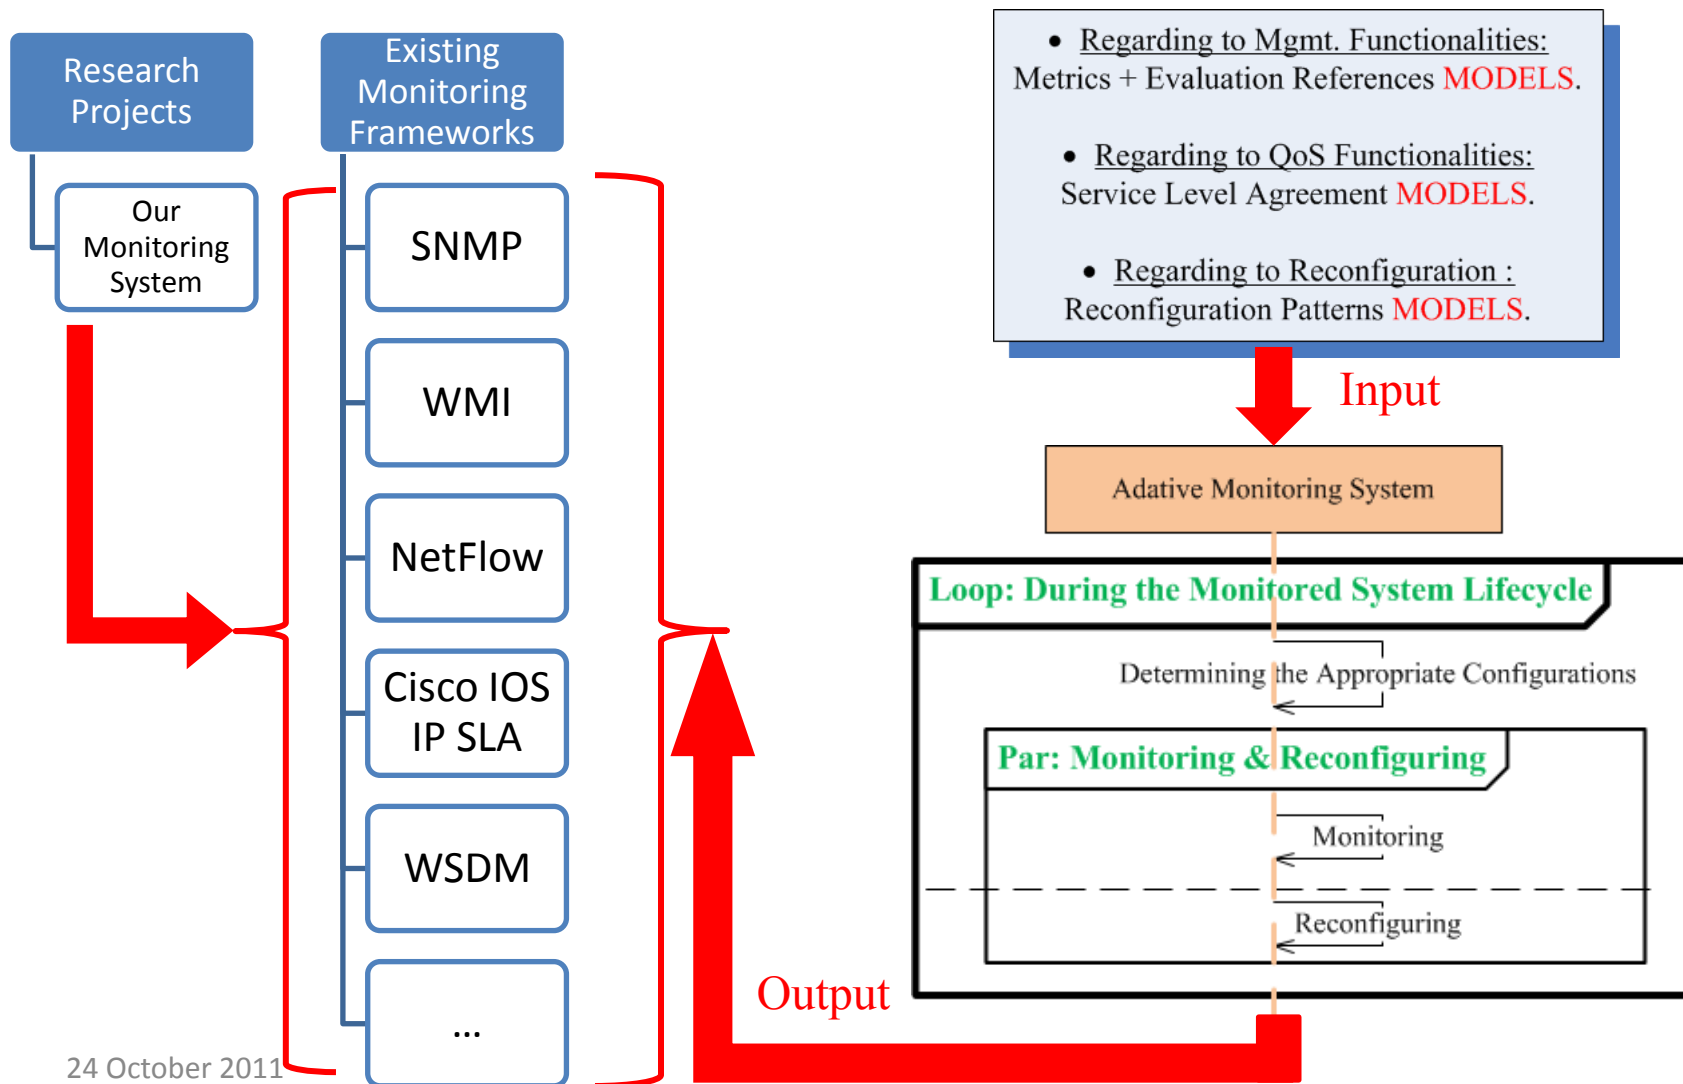 Research
Projects
Our
Monitoring
System
Existing
Monitoring
Frameworks
SNMP
WMI
NetFlow
Cisco IOS
IP SLA
WSDM
...
• Regarding to Mgmt. Functionalities:
Metrics + Evaluation References MODELS.
• Regarding to QoS Functionalities:
Service Level Agreement MODELS.
• Regarding to Reconfiguration :
Reconfiguration Patterns MODELS.
Input
Adative Monitoring System
Loop: During the Monitored System Lifecycle
Determining the Appropriate Configurations
Par: Monitoring & Reconfiguring
Monitoring
Reconfiguring
Output
24 October 2011